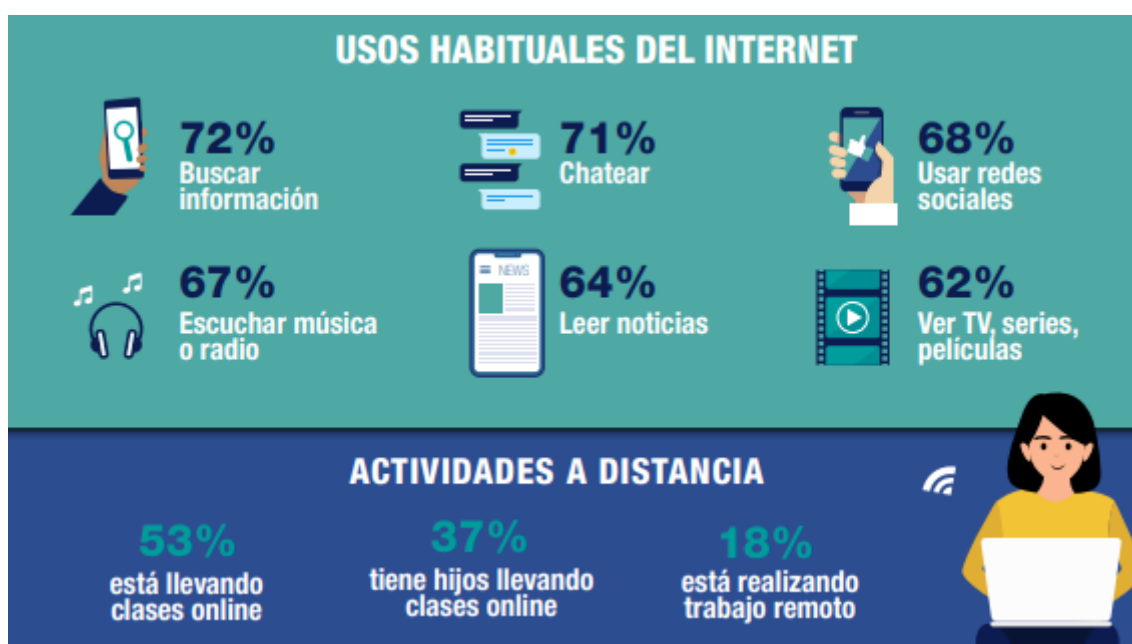 USOS HABITUALES DEL INTERNET
72%
Buscar
información
71%
Chatear
68%
Usar redes
sociales
67%
Escuchar música
o radio
NEWS
64%
Leer noticias
62%
Ver TV, series,
películas
ACTIVIDADES A DISTANCIA
53%
está llevando
clases online
37%
tiene hijos llevando
clases online
18%
está realizando
trabajo remoto